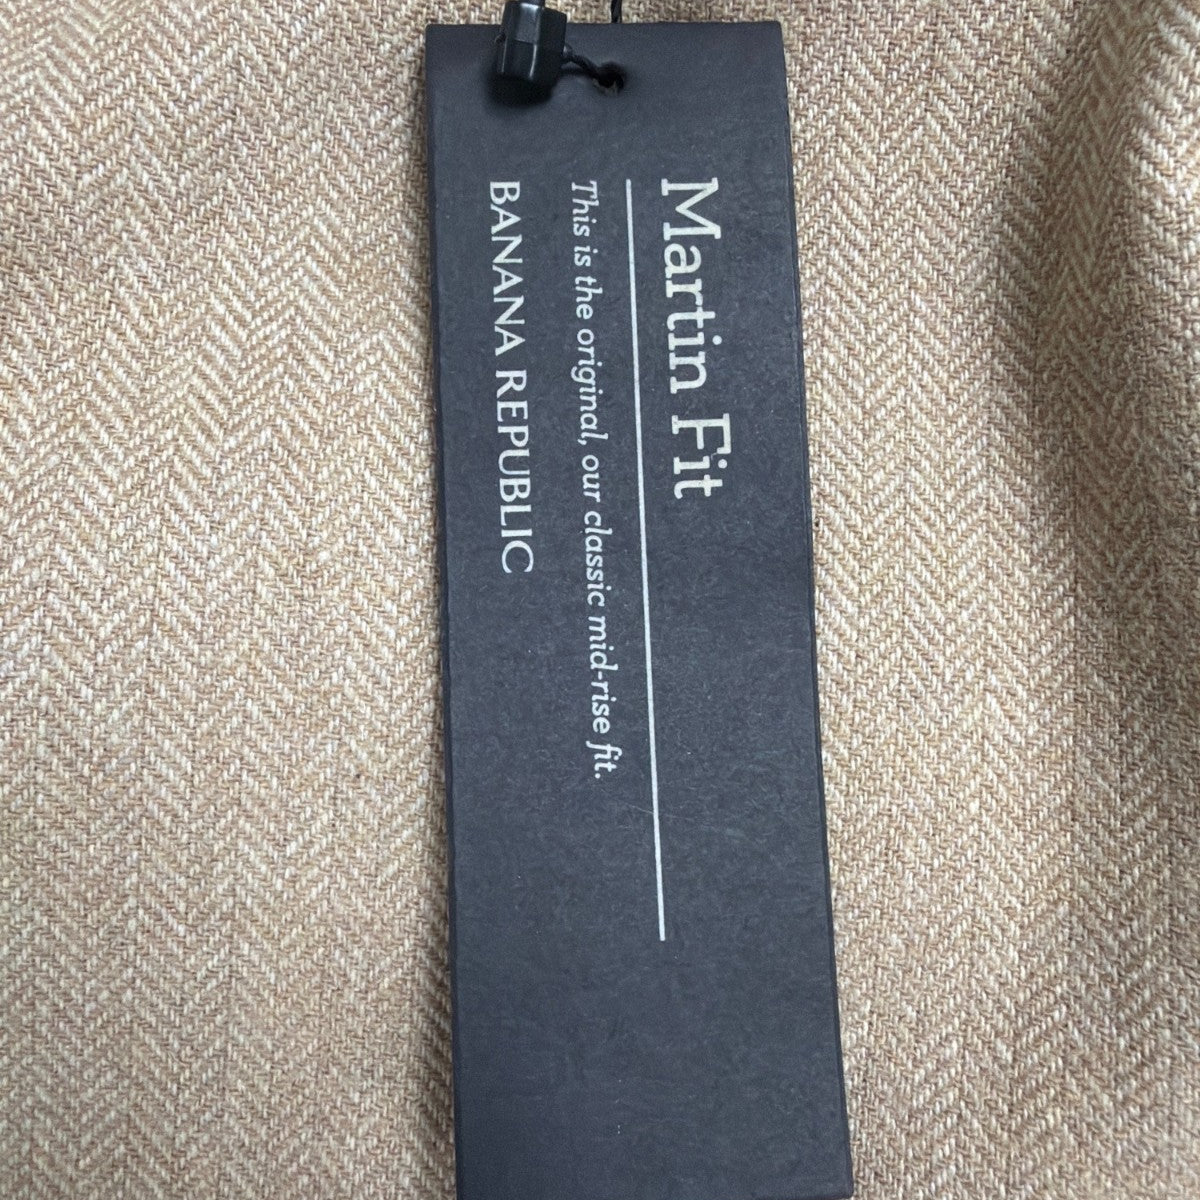 Martin Fit
This is the original, our classic mid-rise fit.
BANANA REPUBLIC